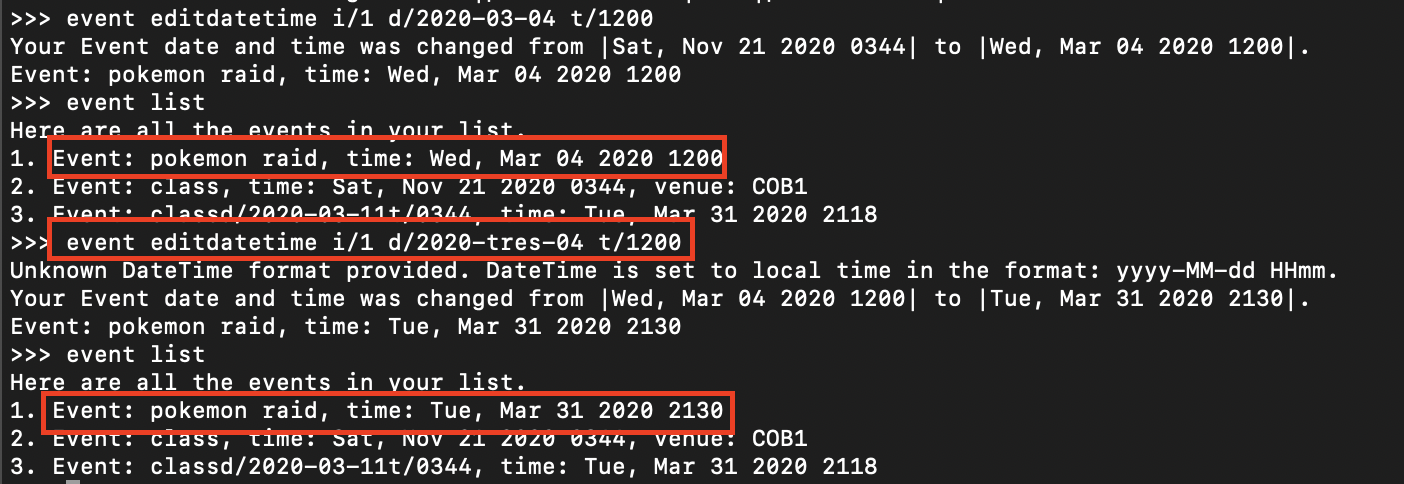 >>> event editdatetime i/1 d/2020-03-04 t/1200
Your Event date and time was changed from |Sat, Nov 21 2020 0344| to |Wed, Mar 04 2020 1200|.
Event: pokemon raid, time: Wed, Mar 04 2020 1200
>>> event list
Here are all the events in your list.
1. Event: pokemon raid, time: Wed, Mar 04 2020 1200
2. Event: class, time: Sat, Nov 21 2020 0344, venue: COB1
3. Event: classd/2020-03-11t/0344, time: Tue, Mar 31 2020 2118
>>> event editdatetime i/1 d/2020-tres-04 t/1200
Unknown DateTime format provided. DateTime is set to local time in the format: yyyy-MM-dd HHmm.
Your Event date and time was changed from |Wed, Mar 04 2020 1200| to |Tue, Mar 31 2020 2130|.
Event: pokemon raid, time: Tue, Mar 31 2020 2130
>>> event list
Here are all the events in your list.
1. Event: pokemon raid, time: Tue, Mar 31 2020 2130
2. Event: class, time: Sat, Nov 21 2020 0344, venue: COB1
3. Event: classd/2020-03-11t/0344, time: Tue, Mar 31 2020 2118